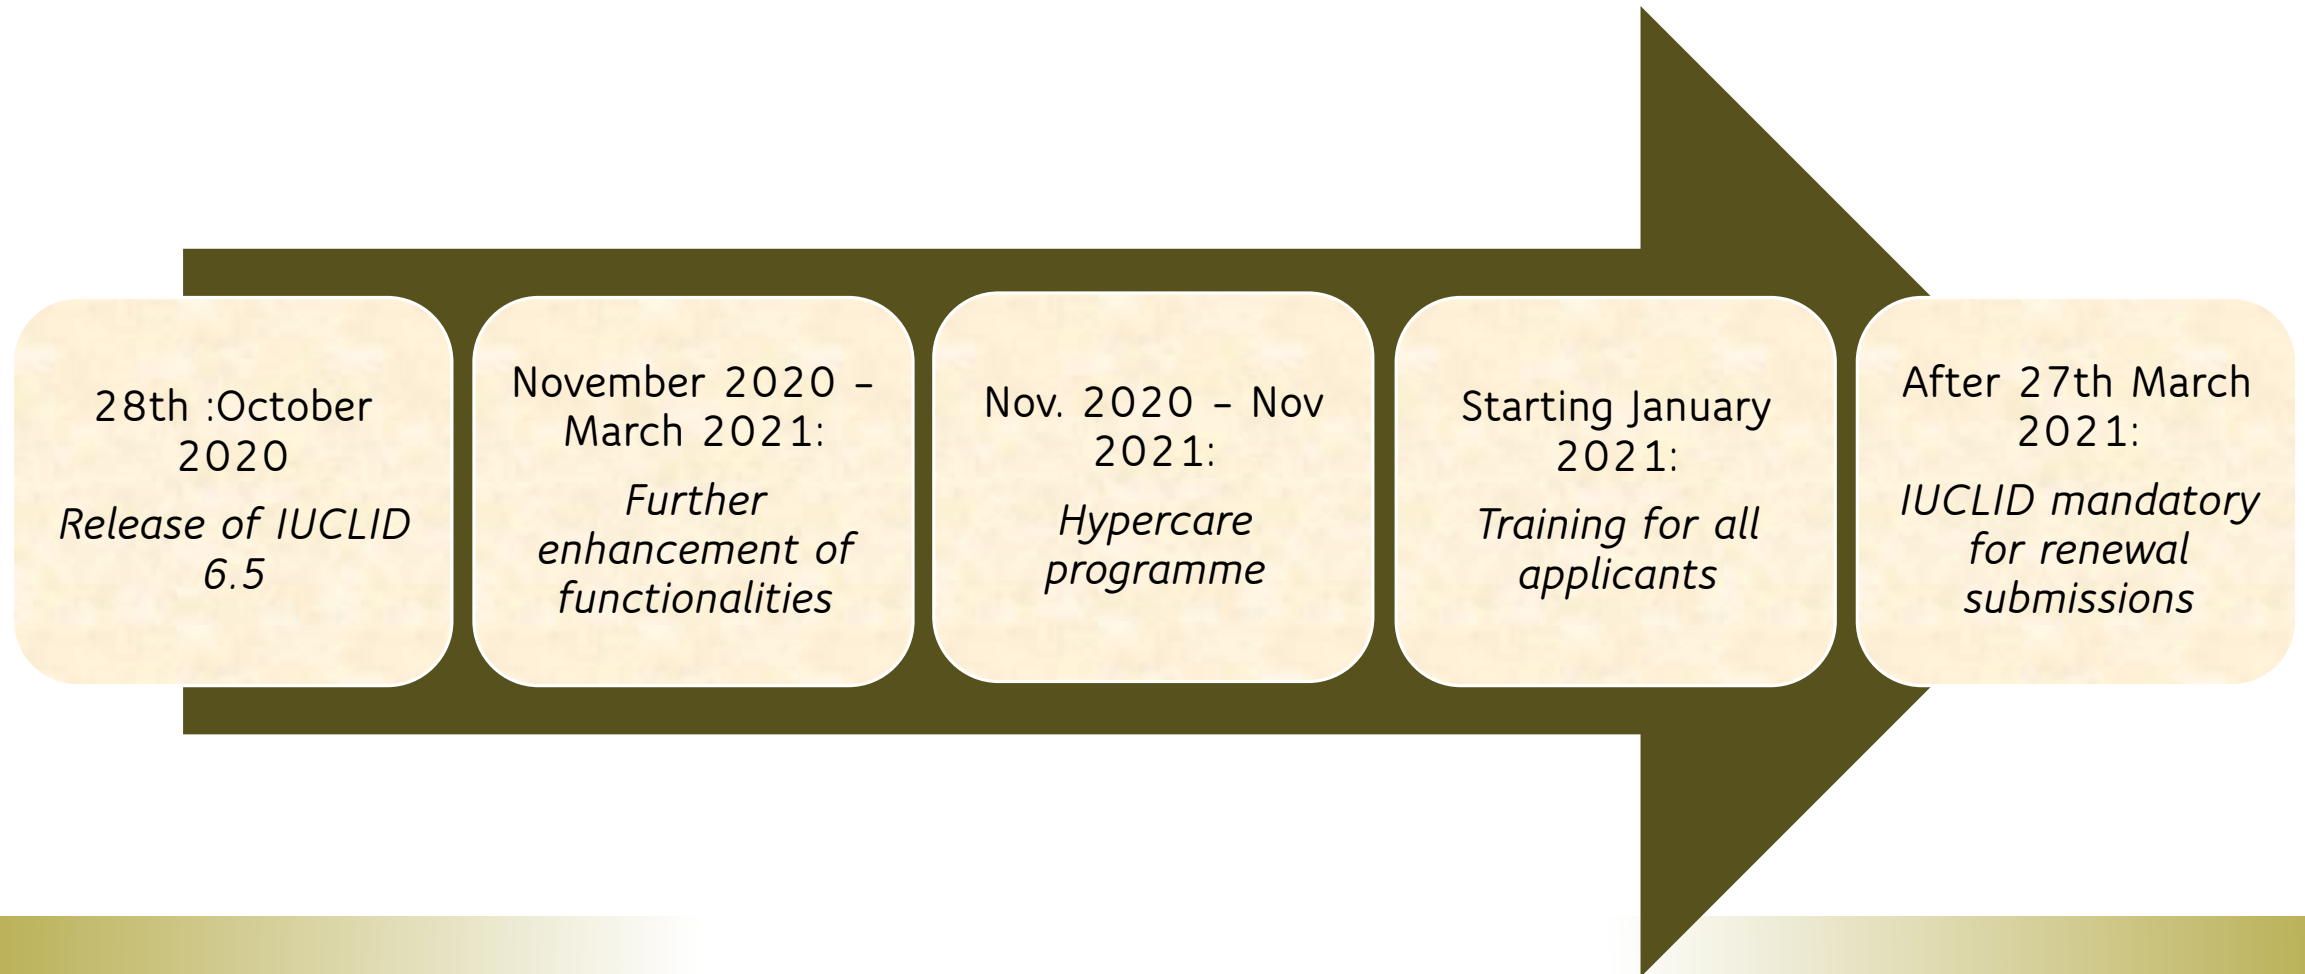 28th :October
2020
Release of IUCLID
6.5
November 2020 –
March 2021:
Further
enhancement of
functionalities
Nov. 2020 – Nov
2021:
Hypercare
programme
Starting January
2021:
Training for all
applicants
After 27th March
2021:
IUCLID mandatory
for renewal
submissions